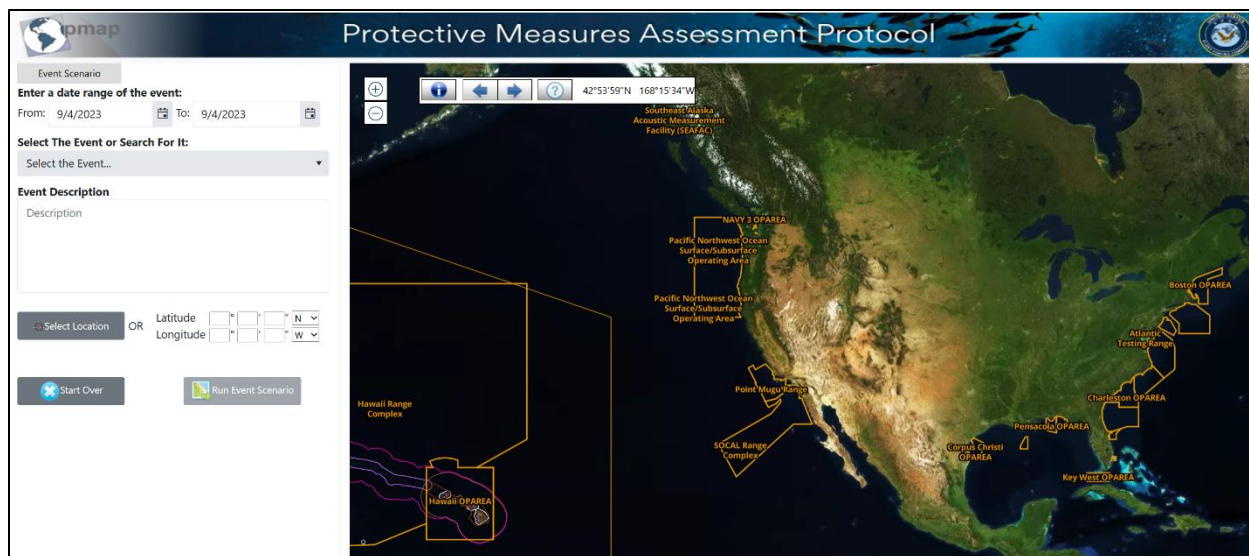 pmap
Protective Measures Assessment Protocol
Event Scenario
Enter a date range of the event:
From: 9/4/2023 To: 9/4/2023
Select The Event or Search For It:
Select the Event...
Event Description
Description
Select Location OR
Latitude ° ' " N
Longitude ° ' " W
Start Over
Run Event Scenario
42°53'59"N 168°15'34"W
Southeast Alaska
Acoustic Measurement
Facility (SEAFAC)
NAVY 3 OPAREA
Pacific Northwest Ocean
Surface/Subsurface
Operating Area
Pacific Northwest Ocean
Surface/Subsurface
Operating Area
Boston OPAREA
Atlantic
Testing Range
Point Mugu Range
Charleston OPAREA
Hawaii Range
Complex
Pensacola OPAREA
SOCAL Range
Complex
Corpus Christi
OPAREA
Key West OPAREA
Hawaii OPAREA